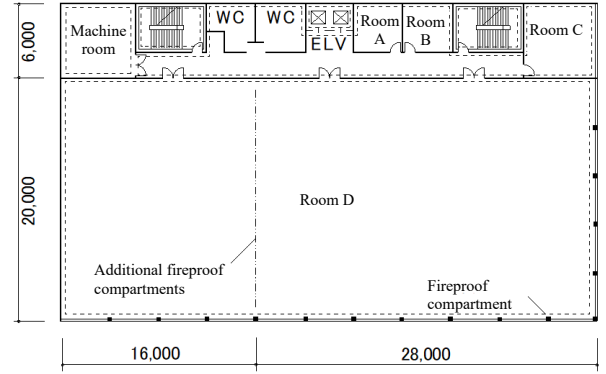 WC
WC
Machine
room
ELV
Room
A
Room
B
Room C
6,000
20,000
Room D
Additional fireproof
compartments
Fireproof
compartment
16,000
28,000